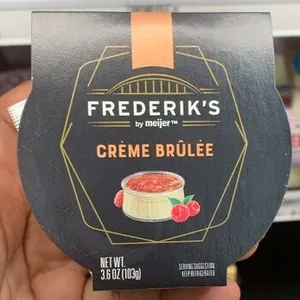 FREDERIK'S
by meijer™
CRÈME BRÛLÉE
NET WT.
3.6 OZ (103g)
SERVING SUGGESTION
KEEP REFRIGERATED